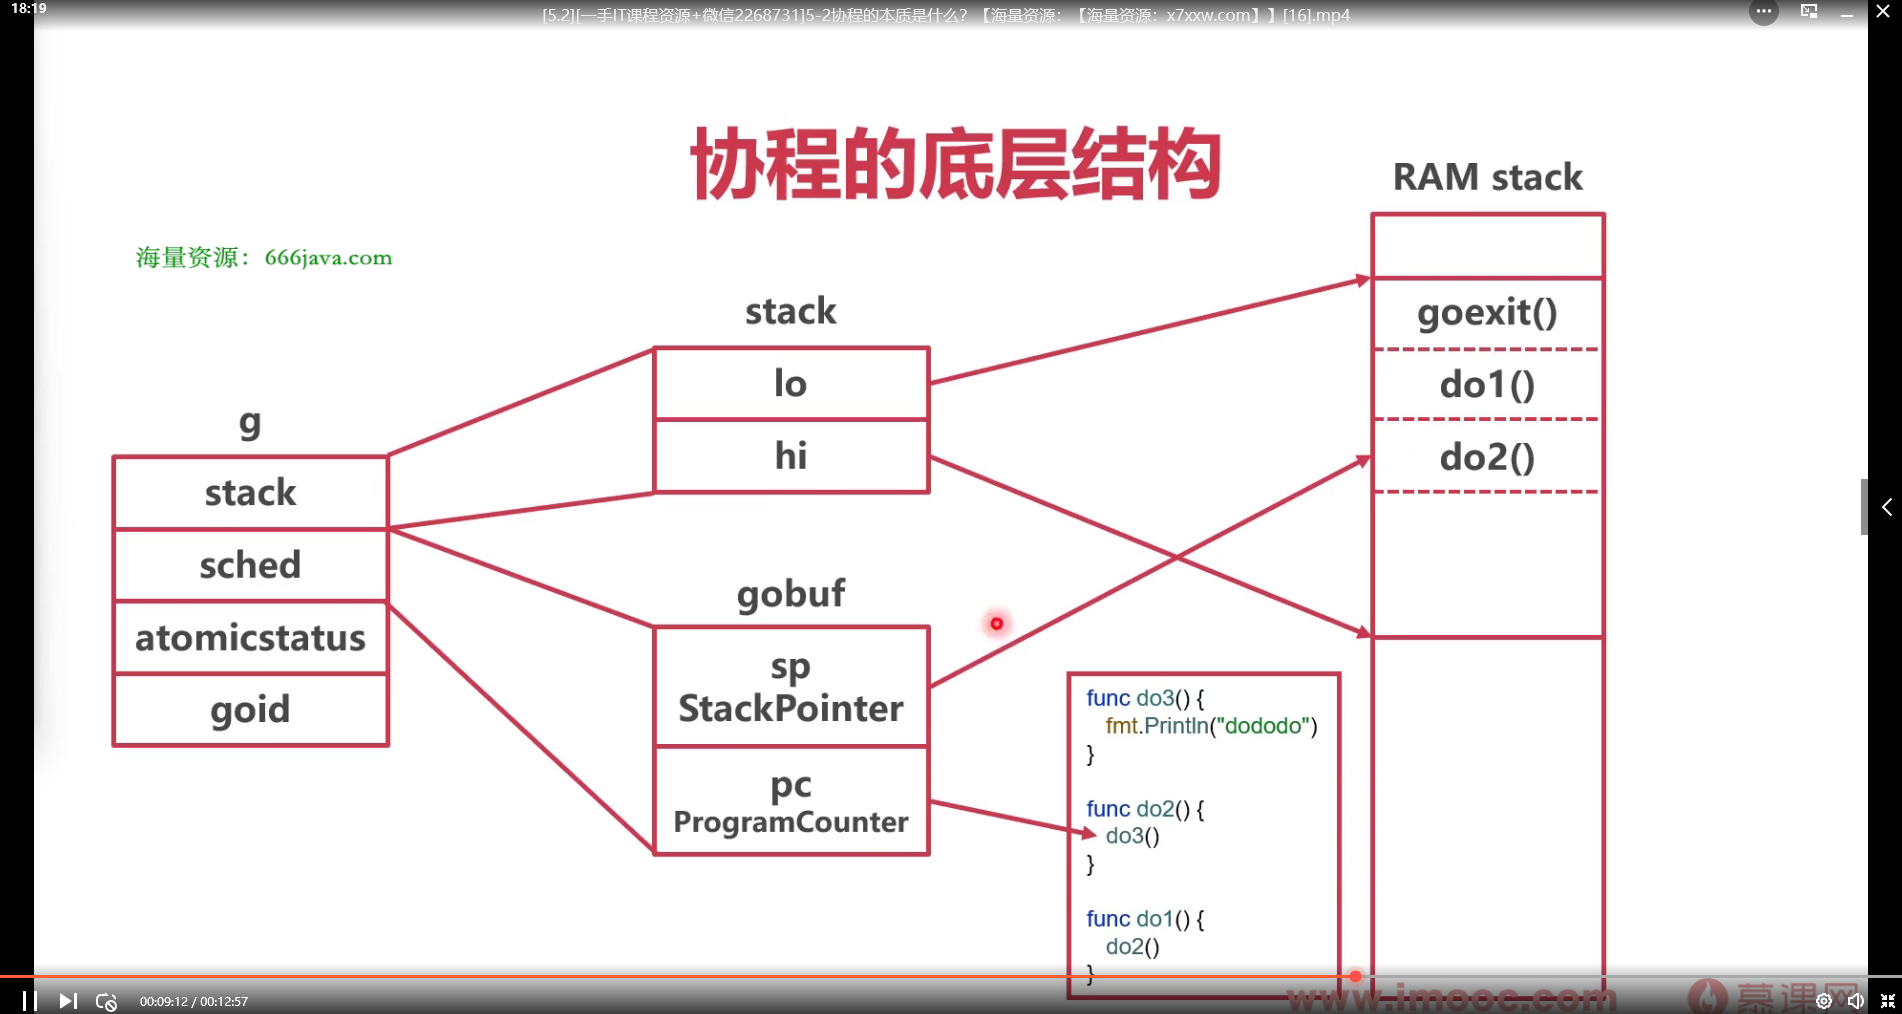 18:19
[5.2][一手IT课程资源+微信2268731]5-2协程的本质是什么？【海量资源：【海量资源：x7xxw.com】】[16].mp4
协程的底层结构
RAM stack
海量资源：666java.com
goexit()
do1()
do2()
stack
lo
hi
g
stack
sched
atomicstatus
goid
gobuf
sp
StackPointer
pc
ProgramCounter
func do3() {
fmt.Println("dododo")
}
func do2() {
do3()
}
func do1() {
do2()
}
www.imooc.com
慕课网
00:09:12 / 00:12:57